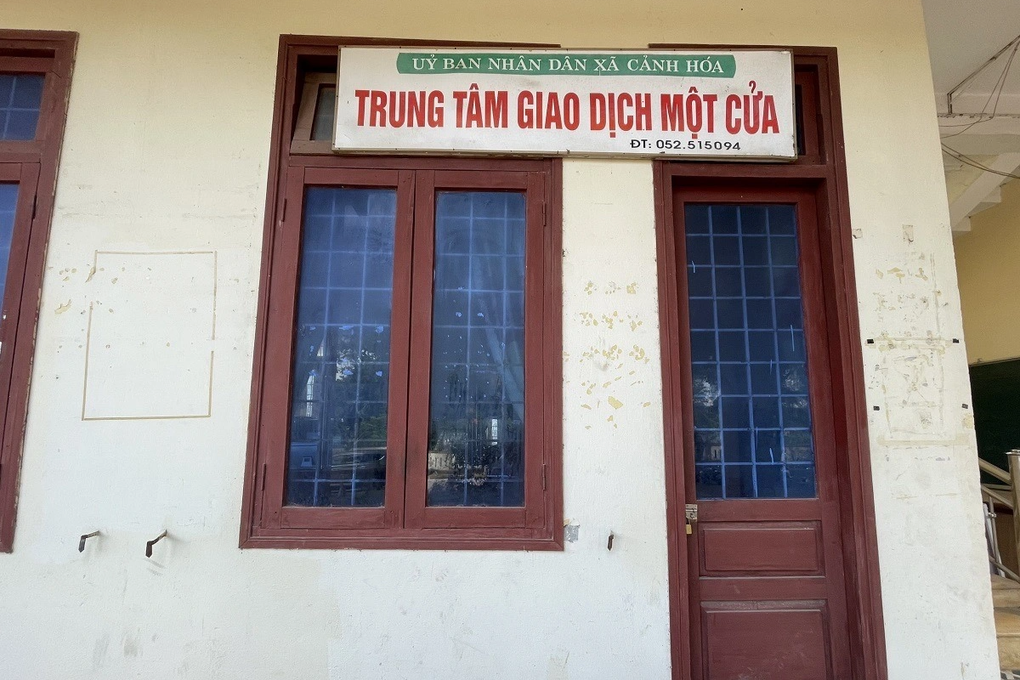 UỶ BAN NHÂN DÂN XÃ CẢNH HÓA
TRUNG TÂM GIAO DỊCH MỘT CỬA
ĐT: 052.515094